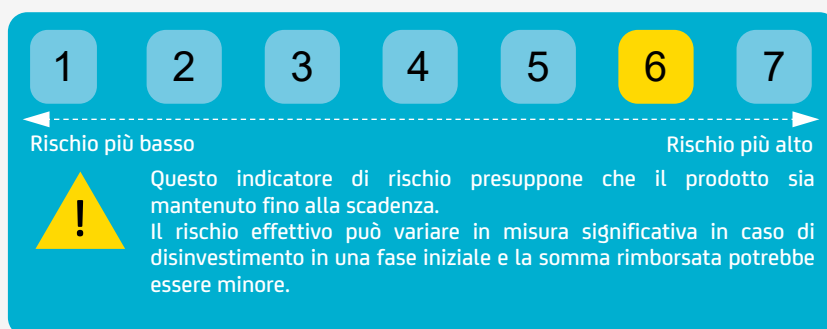 1 2 3 4 5 6 7
Rischio più basso Rischio più alto
! Questo indicatore di rischio presuppone che il prodotto sia
mantenuto fino alla scadenza.
Il rischio effettivo può variare in misura significativa in caso di
disinvestimento in una fase iniziale e la somma rimborsata potrebbe
essere minore.